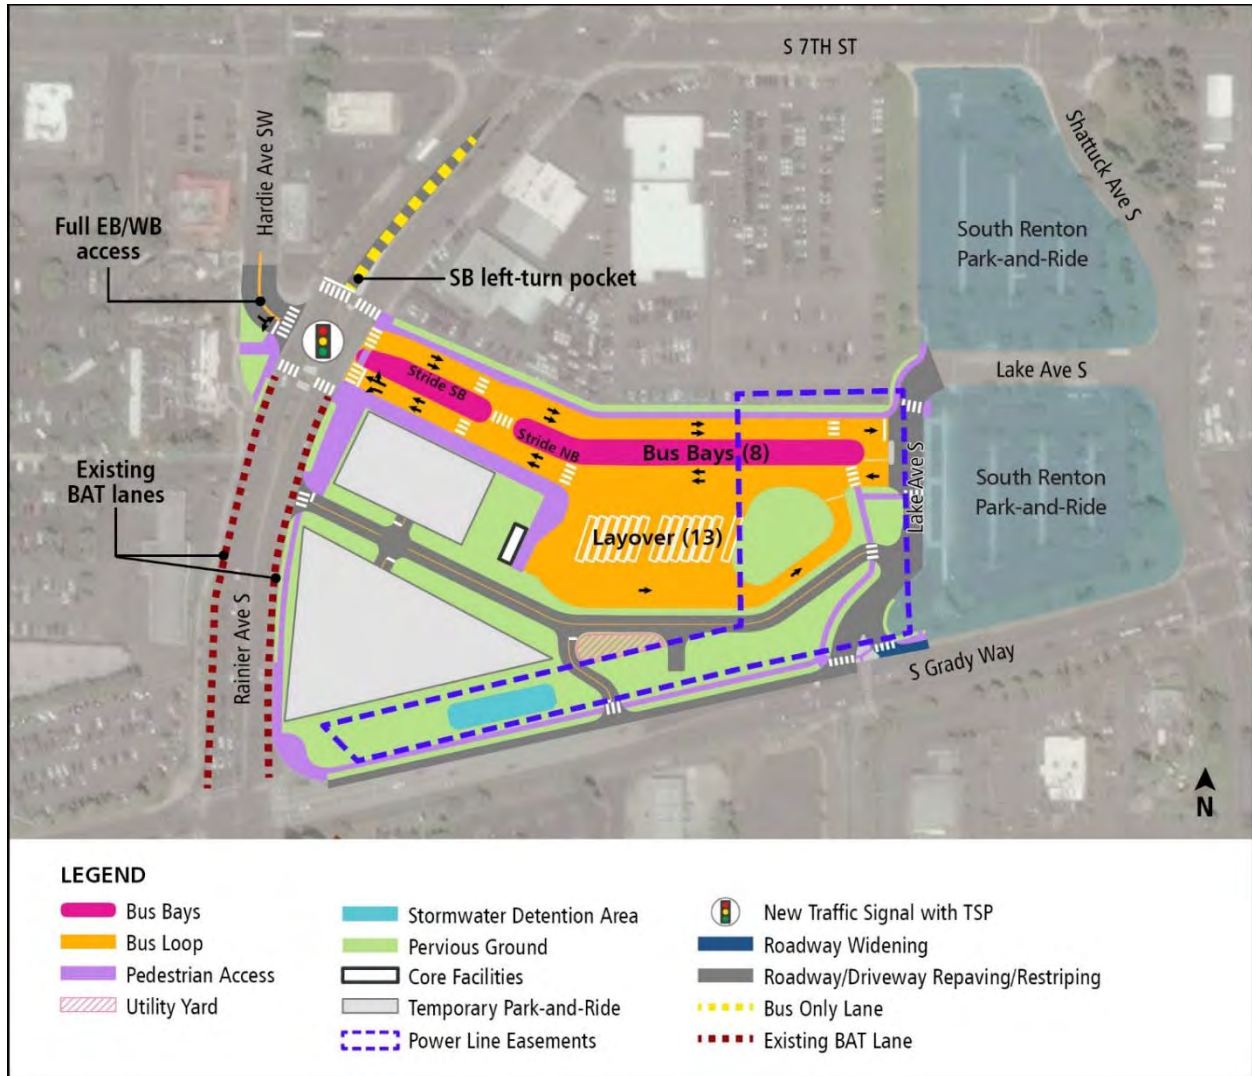 S 7TH ST
Hardie Ave SW
Shattuck Ave S
Full EB/WB
access
South Renton
Park-and-Ride
SB left-turn pocket
Stride SB
Lake Ave S
Stride NB
Bus Bays (8)
Existing
BAT lanes
Layover (13)
Lake Ave S
South Renton
Park-and-Ride
Rainier Ave S
S Grady Way
N
LEGEND
Bus Bays
Bus Loop
Pedestrian Access
Utility Yard
Stormwater Detention Area
Pervious Ground
Core Facilities
Temporary Park-and-Ride
Power Line Easements
New Traffic Signal with TSP
Roadway Widening
Roadway/Driveway Repaving/Restriping
Bus Only Lane
Existing BAT Lane